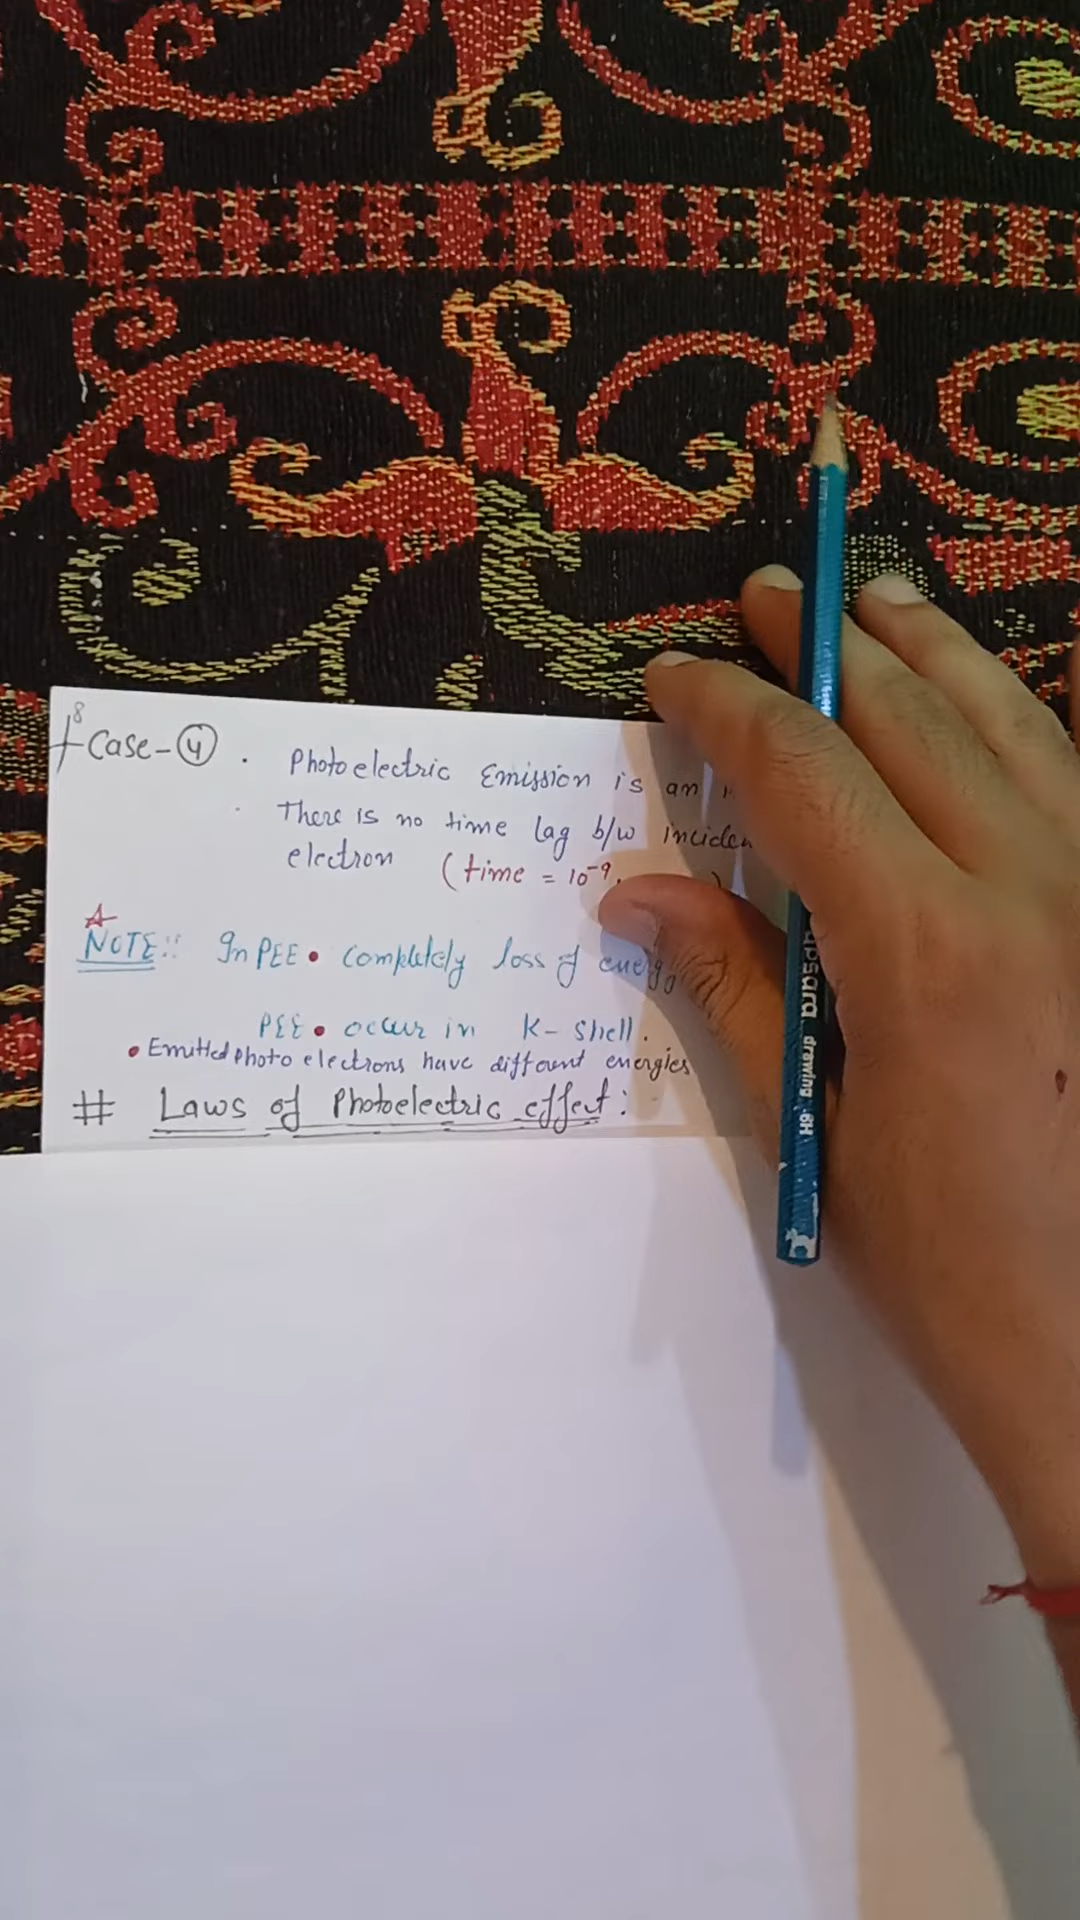 8
Case-4 . Photoelectric Emission is an
. There is no time lag b/w
electron (time = 10⁻⁹
NOTE:: In PEE • completely loss of energy
PEE • occur in K- shell.
• Emitted photo electrons have different energies
# Laws of Photoelectric effect:
apsara drawing 6H